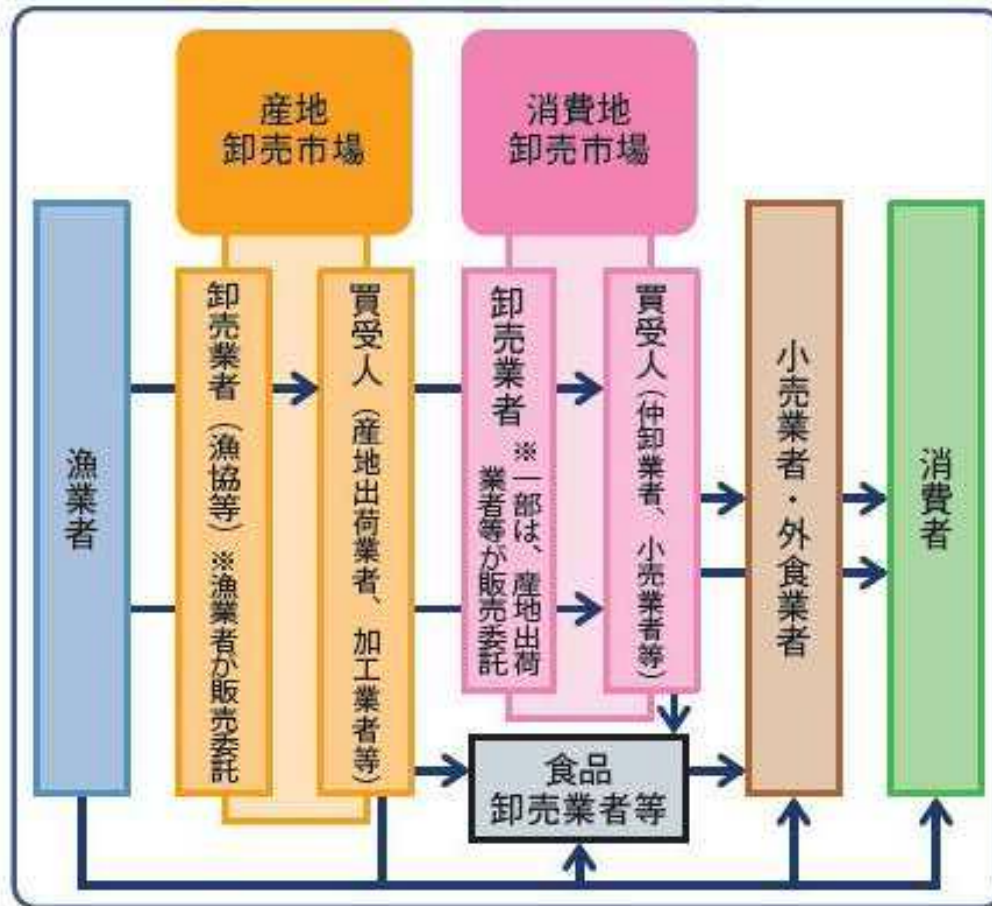 産地
卸売市場
消費地
卸売市場
漁業者
卸売業者（漁協等）※漁業者が販売委託
買受人（産地出荷業者、加工業者等）
卸売業者
※一部は、産地出荷
業者等が販売委託
買受人（仲卸業者、小売業者等）
食品
卸売業者等
小売業者・外食業者
消費者